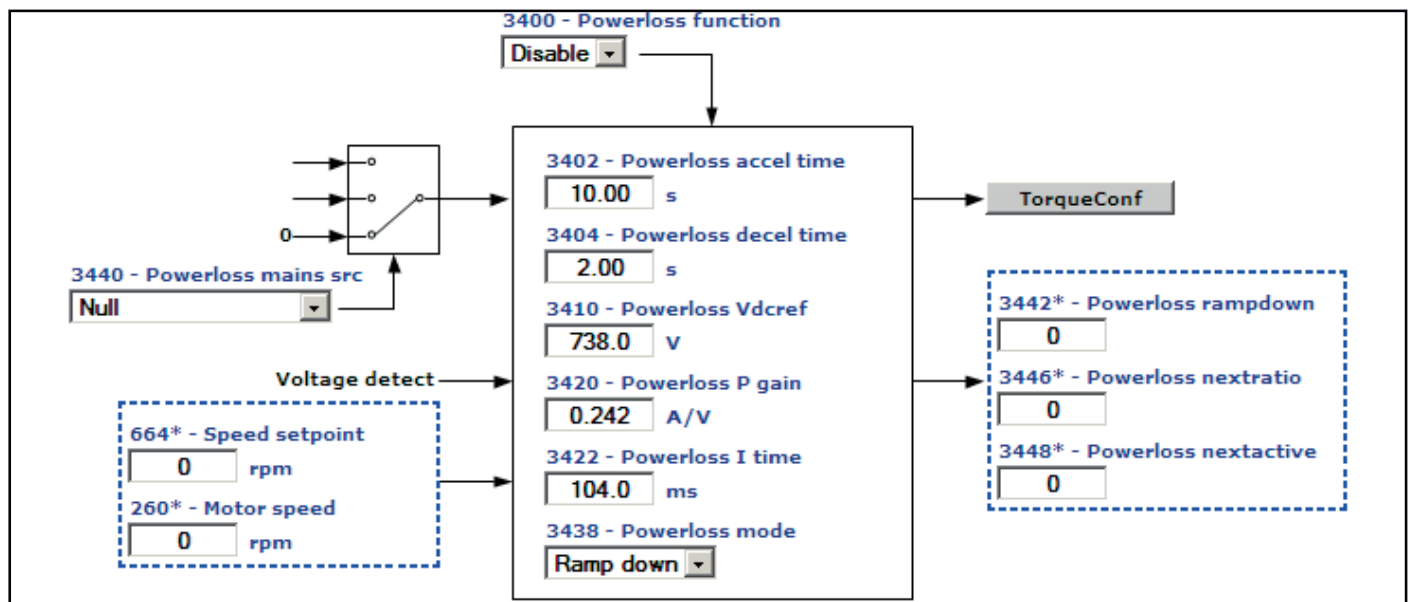 3400 - Powerloss function
Disable
3402 - Powerloss accel time
10.00 s
3404 - Powerloss decel time
2.00 s
3410 - Powerloss Vdcref
738.0 V
3420 - Powerloss P gain
0.242 A/V
3422 - Powerloss I time
104.0 ms
3438 - Powerloss mode
Ramp down
0
3440 - Powerloss mains src
Null
Voltage detect
664* - Speed setpoint
0 rpm
260* - Motor speed
0 rpm
TorqueConf
3442* - Powerloss rampdown
0
3446* - Powerloss nextratio
0
3448* - Powerloss nextactive
0